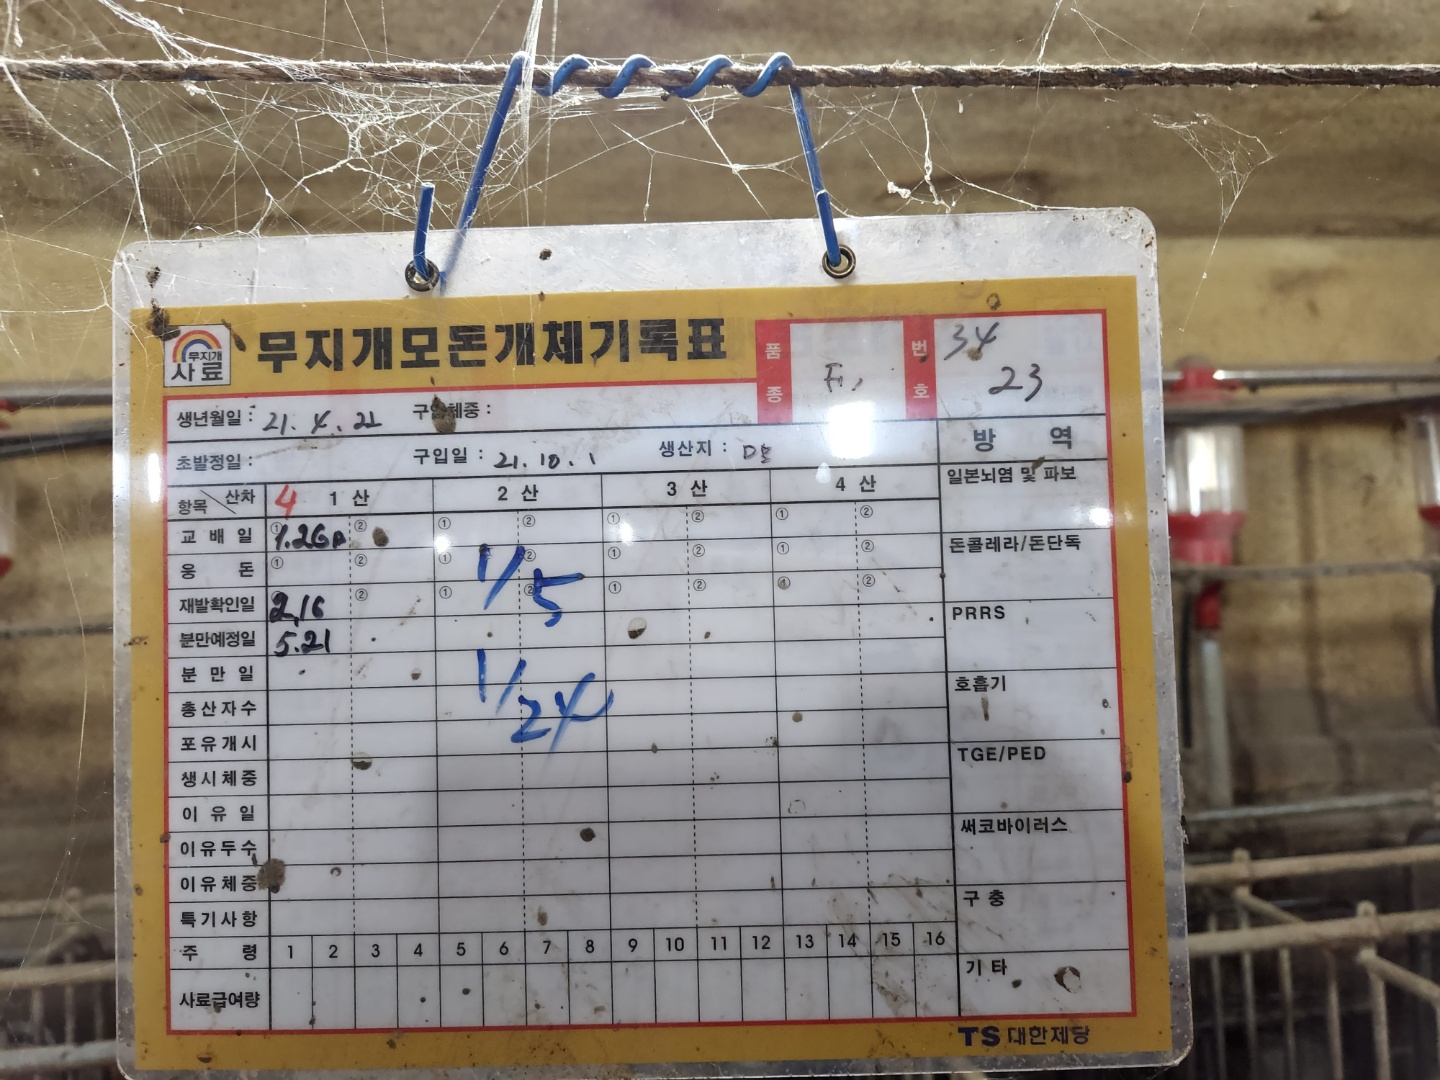 무지개
사료
무지개모돈개체기록표
품종 F1,
번호 34 23
생년월일 : 21. 4. 22 구입체중 :
초발정일 : 구입일 : 21. 10. 1 생산지 :
방 역
항목 산차 4 1 산 2 산 3 산 4 산
교 배 일 ① 1.26 ② ① ② ① ② ① ②
웅 돈 ① ② ① ② ① ② ① ②
1/5
재발확인일 2.16 ② ① ② ① ② ① ②
분만예정일 5.21
분 만 일
1/24
총산자수
포유개시
생시체중
이 유 일
이유두수
이유체중
특기사항
주 령 1 2 3 4 5 6 7 8 9 10 11 12 13 14 15 16
사료급여량
일본뇌염 및 파보
돈콜레라/돈단독
PRRS
호흡기
TGE/PED
써코바이러스
구 충
기 타
TS 대한제당